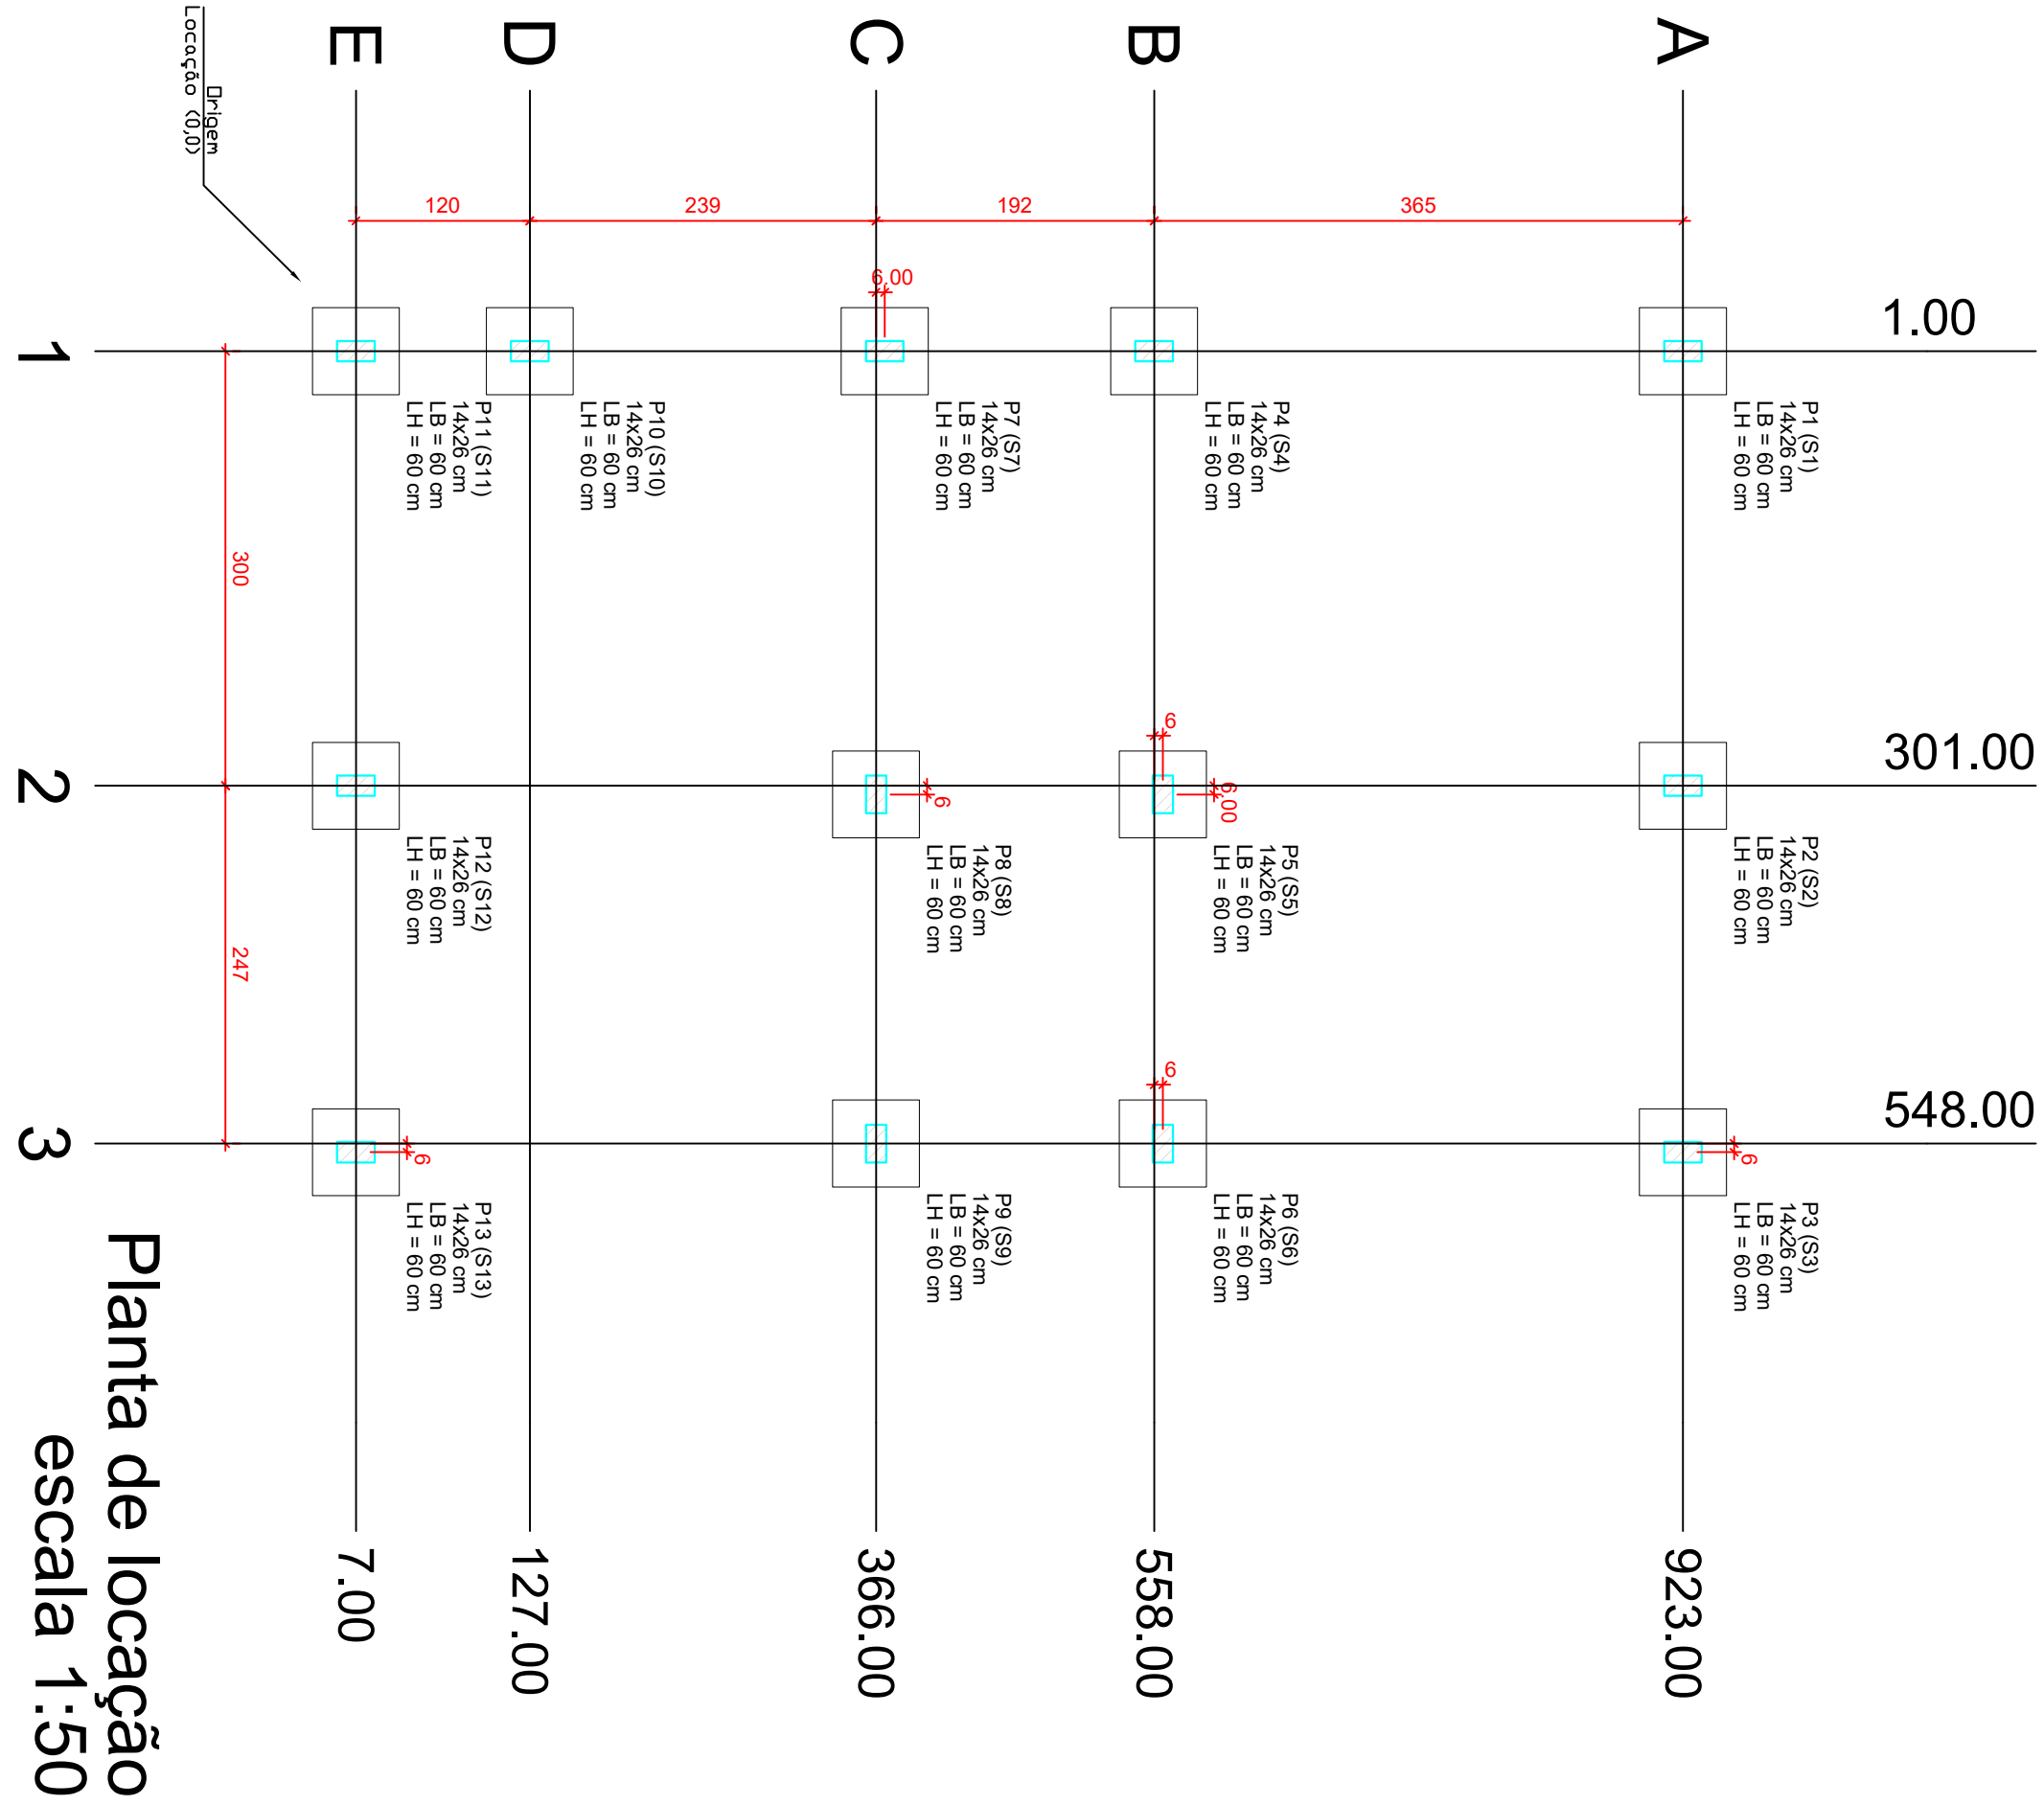 Origem
Locação (0,0)
E
D
C
B
A
120
239
192
365
6.00
1.00
1
P11 (S11)
14x26 cm
LB = 60 cm
LH = 60 cm
P10 (S10)
14x26 cm
LB = 60 cm
LH = 60 cm
P7 (S7)
14x26 cm
LB = 60 cm
LH = 60 cm
P4 (S4)
14x26 cm
LB = 60 cm
LH = 60 cm
P1 (S1)
14x26 cm
LB = 60 cm
LH = 60 cm
300
6
301.00
2
6
6.00
P12 (S12)
14x26 cm
LB = 60 cm
LH = 60 cm
P8 (S8)
14x26 cm
LB = 60 cm
LH = 60 cm
P5 (S5)
14x26 cm
LB = 60 cm
LH = 60 cm
P2 (S2)
14x26 cm
LB = 60 cm
LH = 60 cm
247
6
548.00
3
6
6
P13 (S13)
14x26 cm
LB = 60 cm
LH = 60 cm
P9 (S9)
14x26 cm
LB = 60 cm
LH = 60 cm
P6 (S6)
14x26 cm
LB = 60 cm
LH = 60 cm
P3 (S3)
14x26 cm
LB = 60 cm
LH = 60 cm
7.00
127.00
366.00
558.00
923.00
Planta de locação
escala 1:50